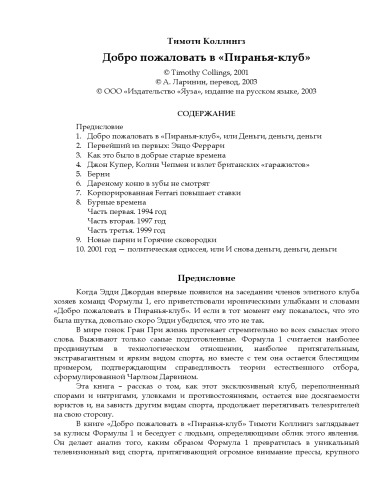 Тимоти Коллингз
Добро пожаловать в «Пиранья-клуб»
© Timothy Collings, 2001
© А. Ларинин, перевод, 2003
© ООО «Издательство «Яуза», издание на русском языке, 2003
СОДЕРЖАНИЕ
Предисловие
1. Добро пожаловать в «Пиранья-клуб», или Деньги, деньги, деньги
2. Первейший из первых: Энцо Феррари
3. Как это было в добрые старые времена
4. Джон Купер, Колин Чепмен и взлет британских «гаражистов»
5. Берни
6. Дареному коню в зубы не смотрят
7. Корпорированная Ferrari повышает ставки
8. Бурные времена
Часть первая. 1994 год
Часть вторая. 1997 год
Часть третья. 1999 год
9. Новые парни и Горячие сковородки
10. 2001 год — политическая одиссея, или И снова деньги, деньги, деньги
Предисловие
Когда Эдди Джордан впервые появился на заседании членов элитного клуба
хозяев команд Формулы 1, его приветствовали ироническими улыбками и словами
«Добро пожаловать в Пиранья-клуб». И если в тот момент ему показалось, что это
была шутка, довольно скоро Эдди убедился, что это не так.
В мире гонок Гран При жизнь протекает стремительно во всех смыслах этого
слова. Выживают только самые подготовленные. Формула 1 считается наиболее
продвинутым в технологическом отношении, наиболее притягательным,
экстравагантным и ярким видом спорта, но вместе с тем она остается блестящим
примером, подтверждающим справедливость теории естественного отбора,
сформулированной Чарлзом Дарвином.
Эта книга – рассказ о том, как этот эксклюзивный клуб, переполненный
спорами и интригами, уловками и противостояниями, остается вне досягаемости
юристов и, на зависть другим видам спорта, продолжает перетягивать телезрителей
на свою сторону.
В книге «Добро пожаловать в «Пиранья-клуб» Тимоти Коллингз заглядывает
за кулисы Формулы 1 и беседует с людьми, определяющими облик этого явления.
Он делает анализ того, каким образом Формула 1 превратилась в уникальный
телевизионный вид спорта, притягивающий огромное внимание прессы, крупного